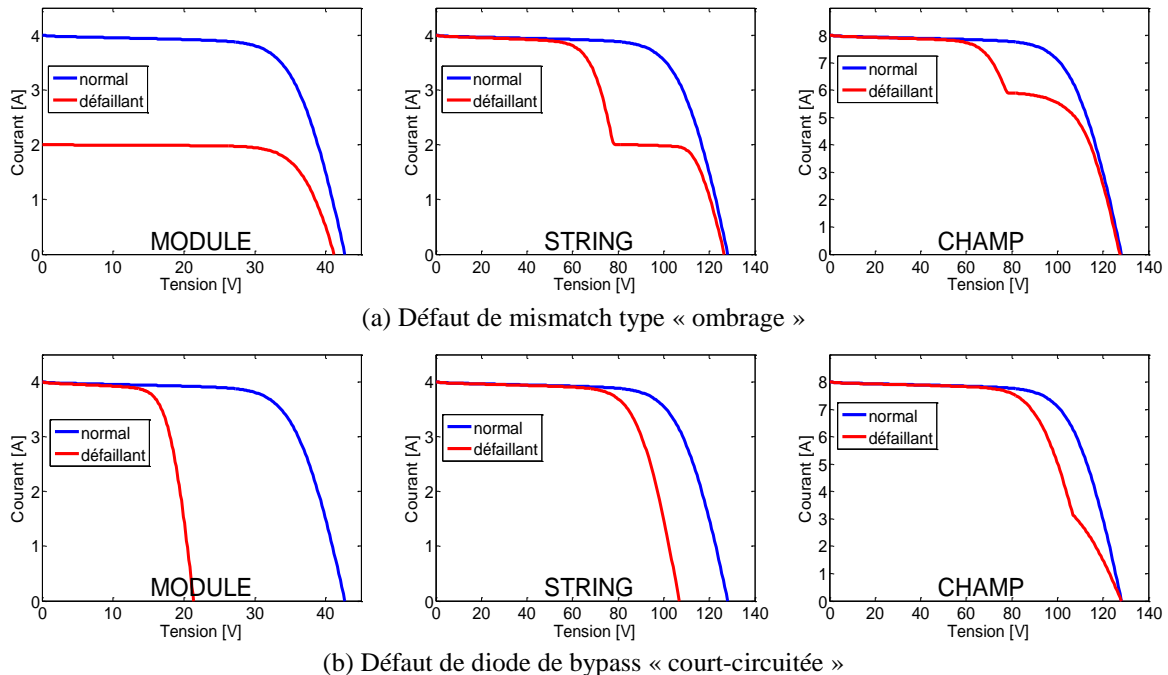 4
3
2
1
0
Courant [A]
normal
défaillant
MODULE
0 10 20 30 40
Tension [V]
4
3
2
1
0
Courant [A]
normal
défaillant
STRING
0 20 40 60 80 100 120 140
Tension [V]
8
7
6
5
4
3
2
1
0
Courant [A]
normal
défaillant
CHAMP
0 20 40 60 80 100 120 140
Tension [V]
(a) Défaut de mismatch type « ombrage »
4
3
2
1
0
Courant [A]
normal
défaillant
MODULE
0 10 20 30 40
Tension [V]
4
3
2
1
0
Courant [A]
normal
défaillant
STRING
0 20 40 60 80 100 120 140
Tension [V]
8
7
6
5
4
3
2
1
0
Courant [A]
normal
défaillant
CHAMP
0 20 40 60 80 100 120 140
Tension [V]
(b) Défaut de diode de bypass « court-circuitée »